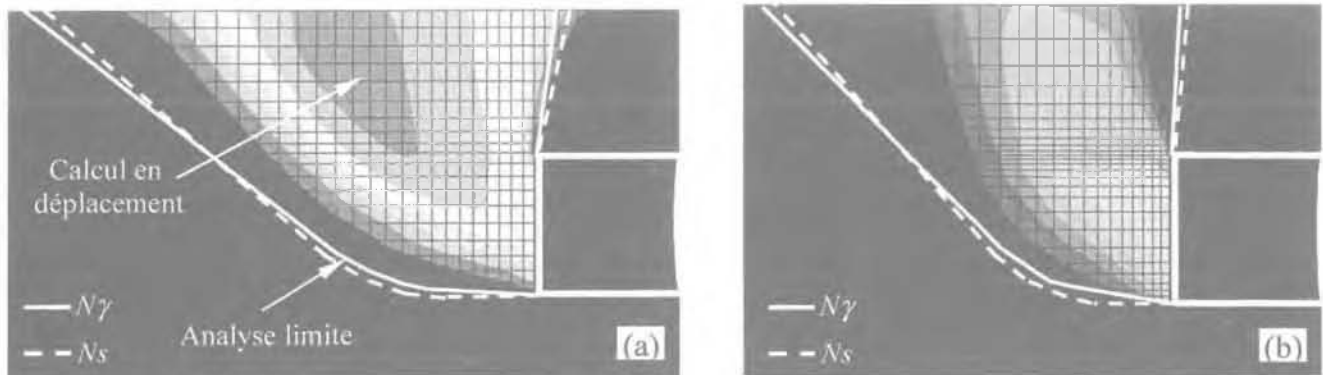 Calcul en
déplacement
Nγ
Ns
Analyse limite
(a)
Nγ
Ns
(b)